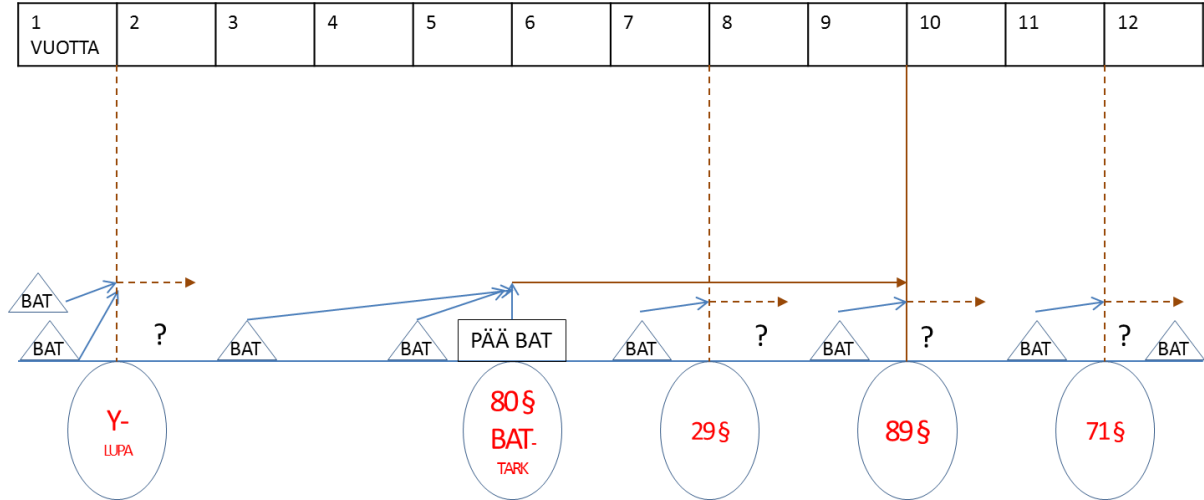 1 2 3 4 5 6 7 8 9 10 11 12
VUOTTA
BAT
BAT ? BAT BAT PÄÄ BAT BAT ? BAT ? BAT ? BAT
Y-
LUPA
80 §
BAT-
TARK
29 §
89 §
71 §